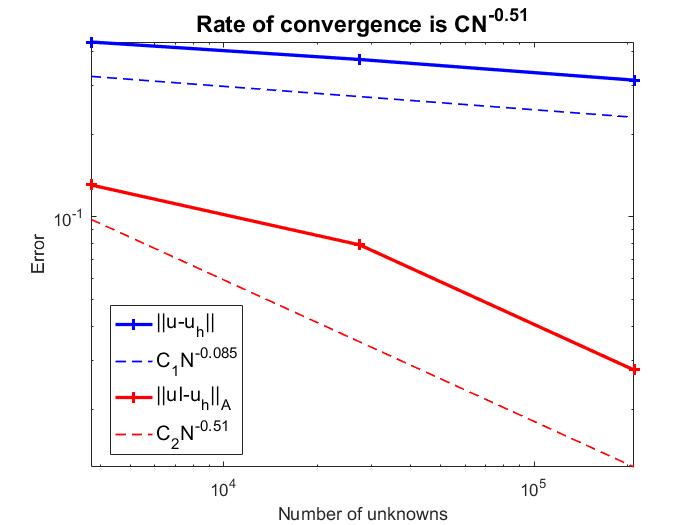 Rate of convergence is CN^-0.51
Error
10^-1
||u-u_h||
C_1N^-0.085
||uI-u_h||_A
C_2N^-0.51
10^4
10^5
Number of unknowns